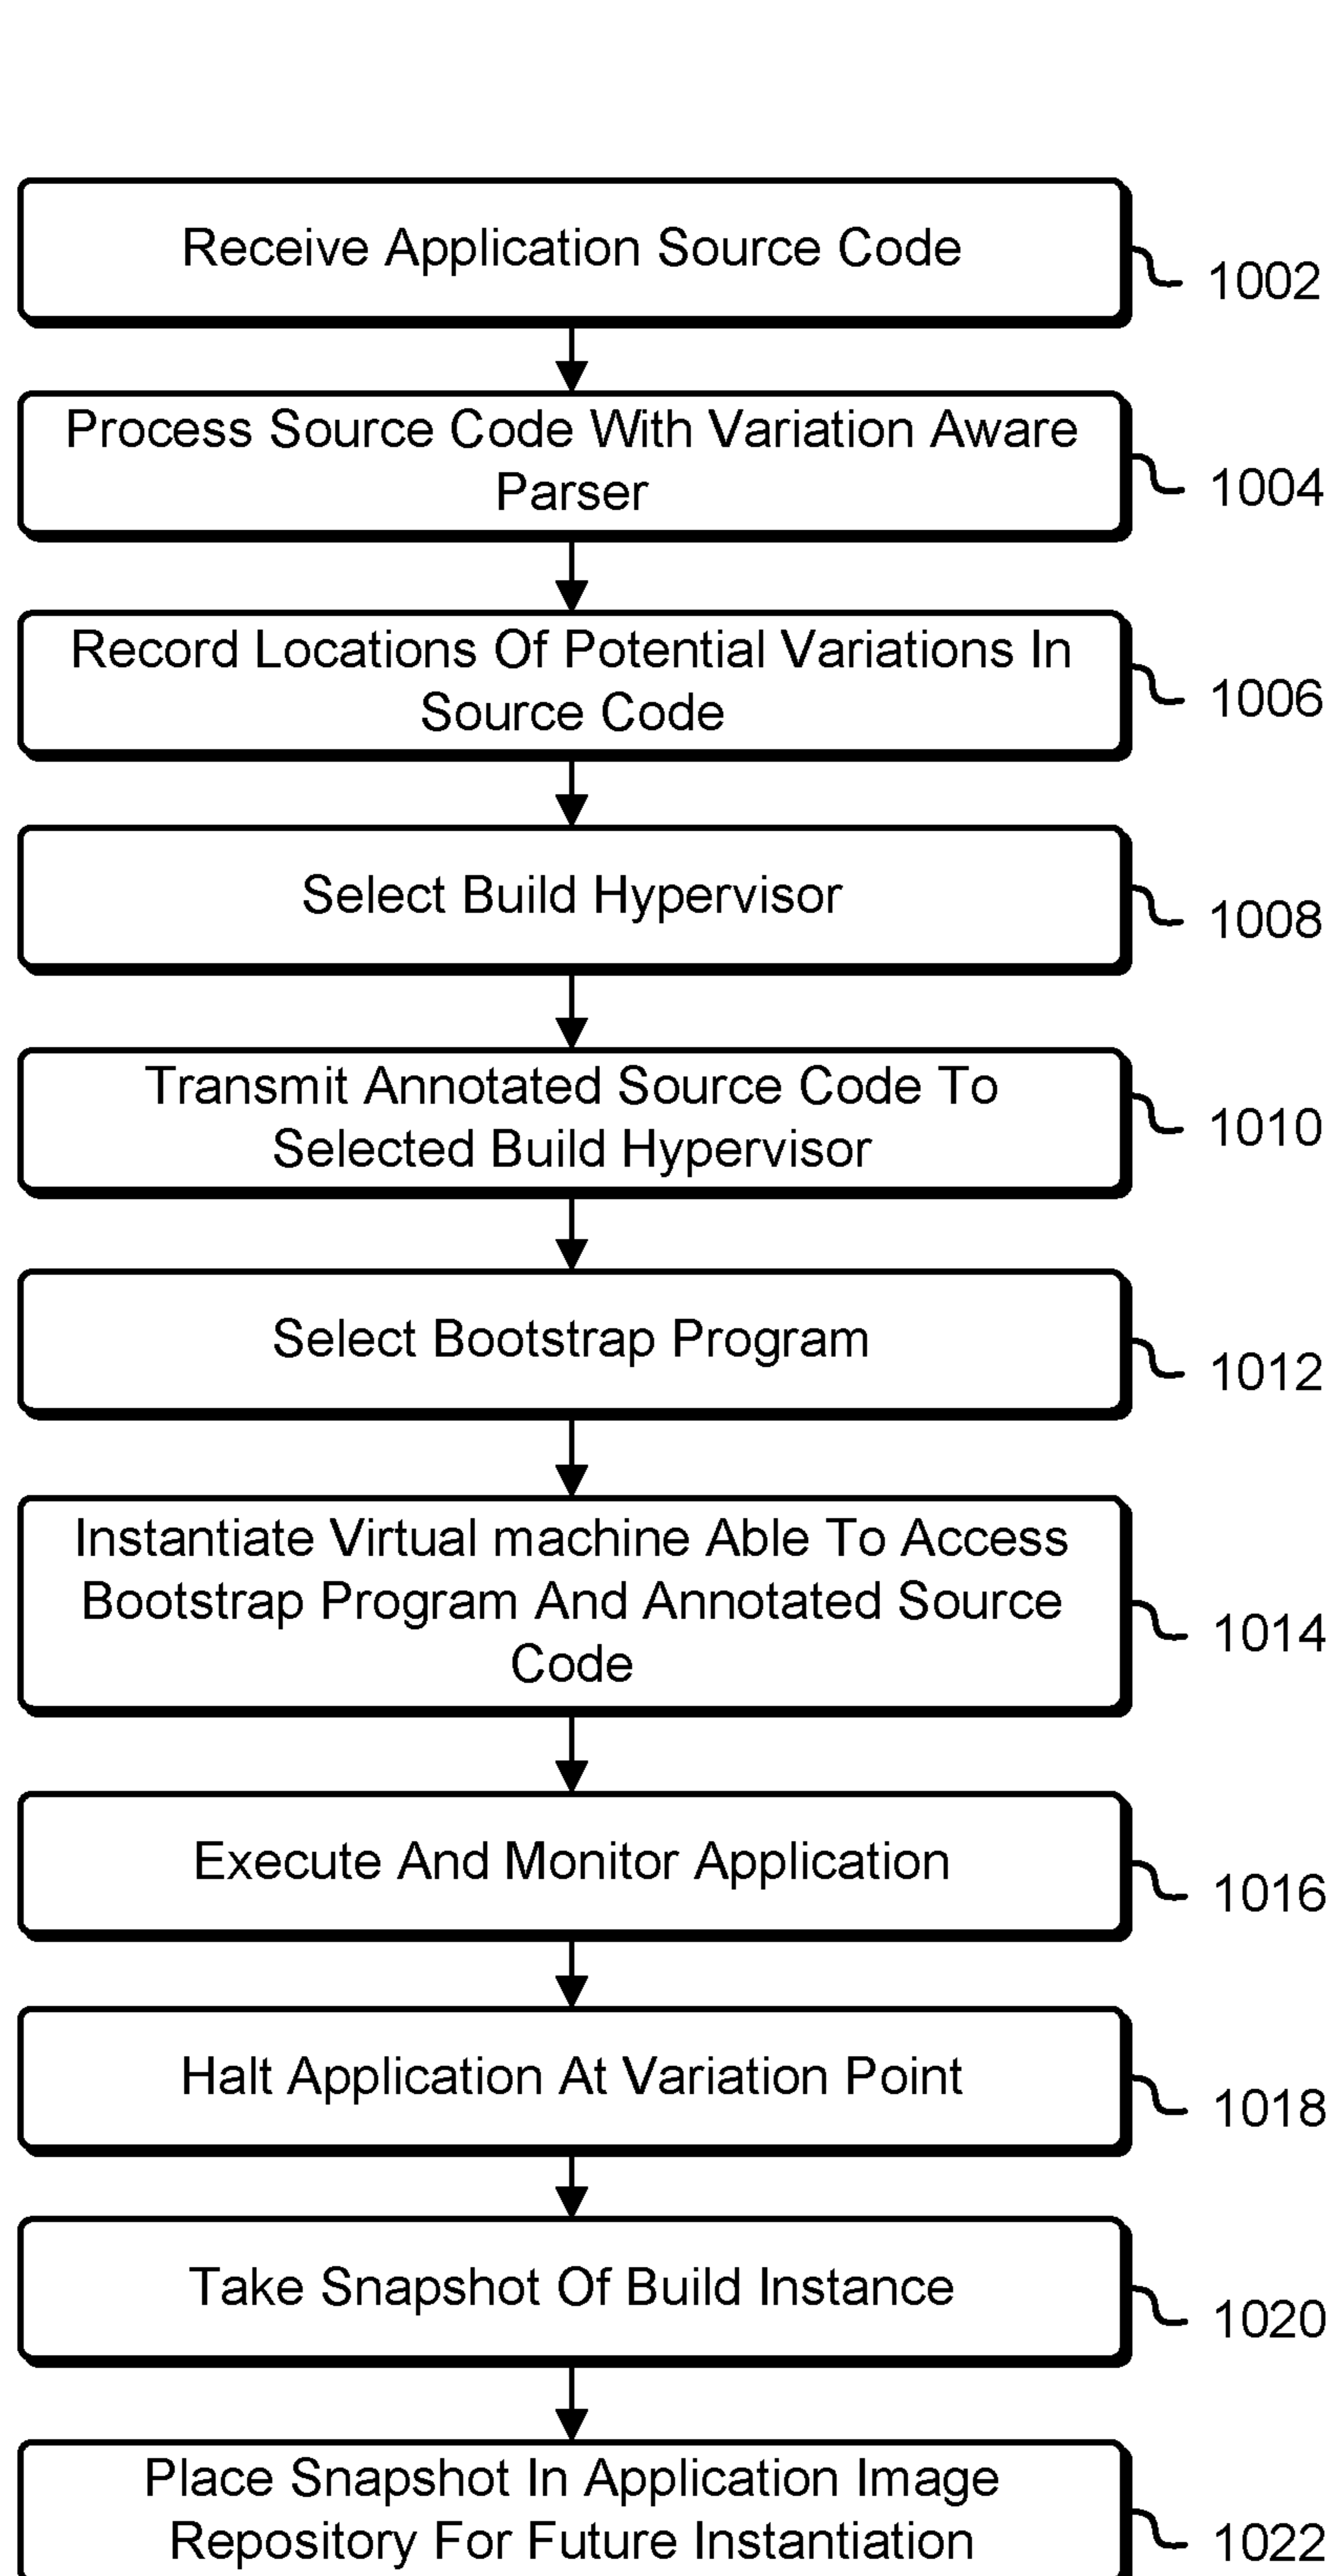 Receive Application Source Code
1002
Process Source Code With Variation Aware
Parser
1004
Record Locations Of Potential Variations In
Source Code
1006
Select Build Hypervisor
1008
Transmit Annotated Source Code To
Selected Build Hypervisor
1010
Select Bootstrap Program
1012
Instantiate Virtual machine Able To Access
Bootstrap Program And Annotated Source
Code
1014
Execute And Monitor Application
1016
Halt Application At Variation Point
1018
Take Snapshot Of Build Instance
1020
Place Snapshot In Application Image
Repository For Future Instantiation
1022